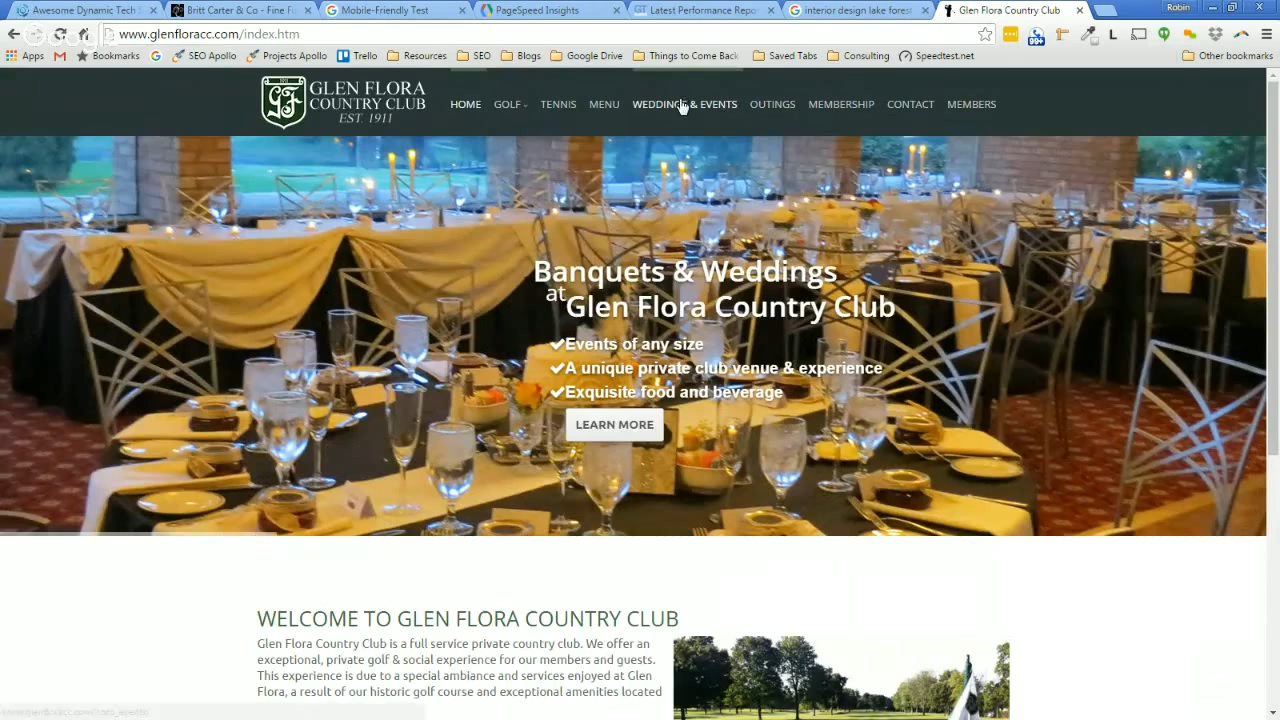 Awesome Dynamic Tech S
Britt Carter & Co - Fine Fu
Mobile-Friendly Test
PageSpeed Insights
Latest Performance Repor
interior design lake forest
Glen Flora Country Club
Robin
www.glenfloracc.com/index.htm
Apps
Bookmarks
SEO Apollo
Projects Apollo
Trello
Resources
SEO
Blogs
Google Drive
Things to Come Back
Saved Tabs
Consulting
Speedtest.net
Other bookmarks
99+
GF
GLEN FLORA
COUNTRY CLUB
EST. 1911
HOME GOLF TENNIS MENU WEDDINGS & EVENTS OUTINGS MEMBERSHIP CONTACT MEMBERS
Banquets & Weddings
at Glen Flora Country Club
Events of any size
A unique private club venue & experience
Exquisite food and beverage
LEARN MORE
WELCOME TO GLEN FLORA COUNTRY CLUB
Glen Flora Country Club is a full service private country club. We offer an
exceptional, private golf & social experience for our members and guests.
This experience is due to a special ambiance and services enjoyed at Glen
Flora, a result of our historic golf course and exceptional amenities located